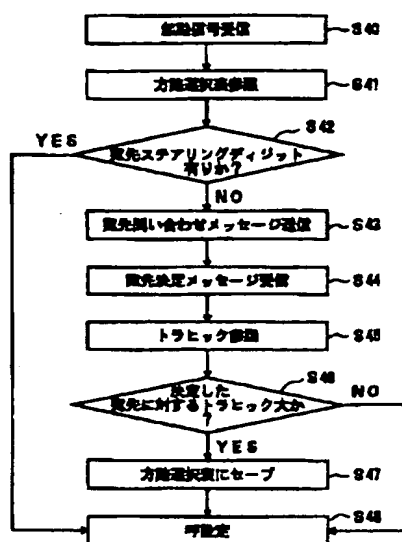 起動信号受信
S40
方路選択表参照
S41
S42
YES
宛先ステアリングディジット
有りか?
NO
宛先問い合わせメッセージ送信
S43
宛先決定メッセージ受信
S44
トラヒック参照
S45
S46
決定した
宛先に対するトラヒック大か
?
NO
YES
方路選択表にセーブ
S47
S48
呼設定